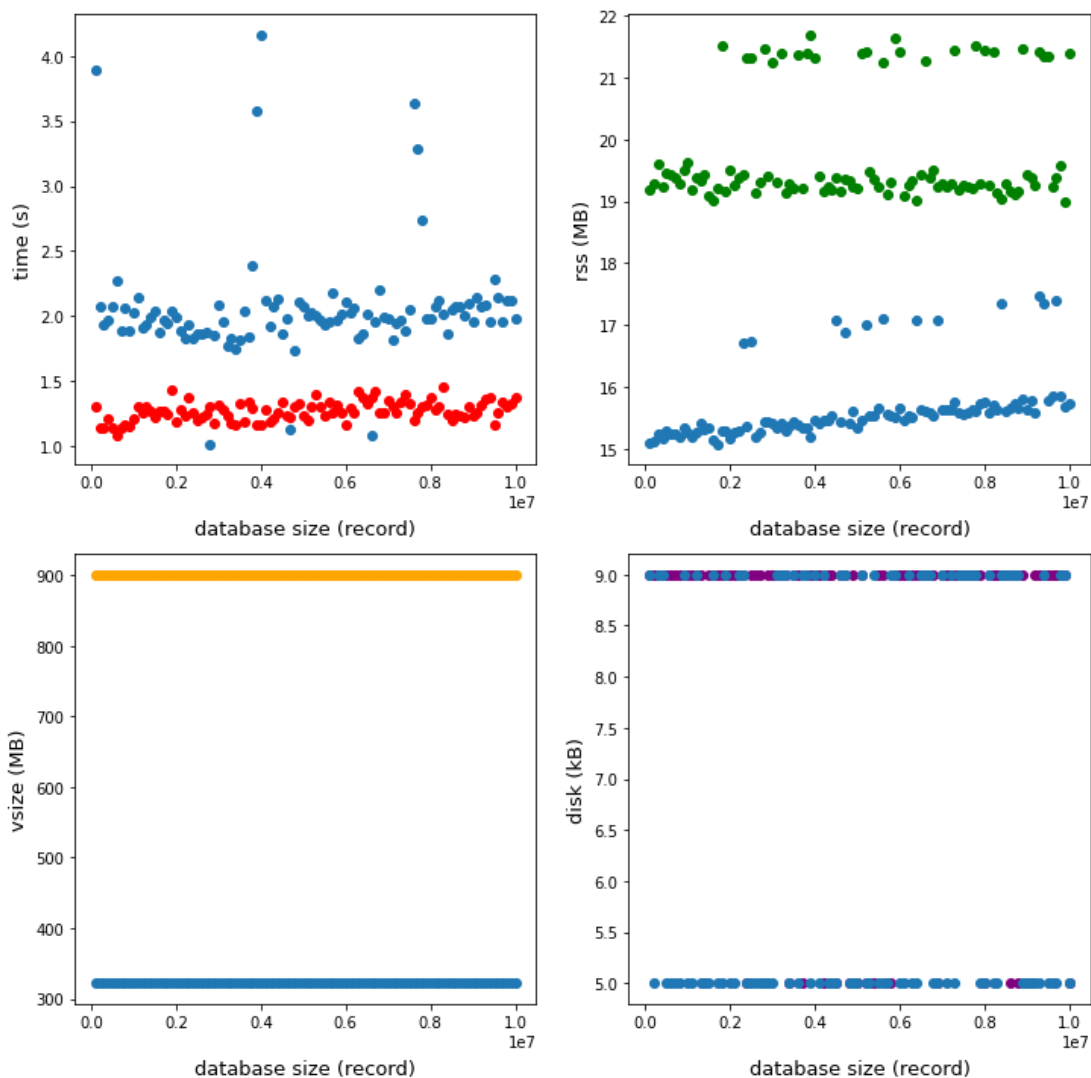 time (s)
4.0
3.5
3.0
2.5
2.0
1.5
1.0
0.0 0.2 0.4 0.6 0.8 1.0
1e7
database size (record)
rss (MB)
22
21
20
19
18
17
16
15
0.0 0.2 0.4 0.6 0.8 1.0
1e7
database size (record)
vsize (MB)
900
800
700
600
500
400
300
0.0 0.2 0.4 0.6 0.8 1.0
1e7
database size (record)
disk (kB)
9.0
8.5
8.0
7.5
7.0
6.5
6.0
5.5
5.0
0.0 0.2 0.4 0.6 0.8 1.0
1e7
database size (record)